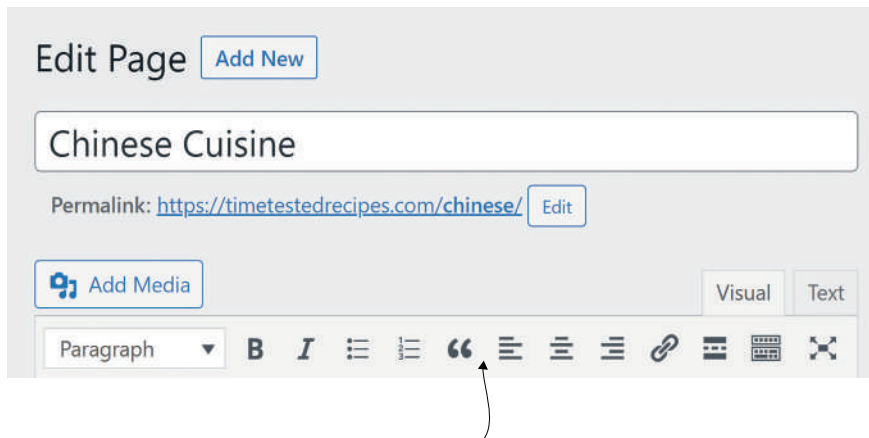 Edit Page Add New
Chinese Cuisine
Permalink: https://timetestedrecipes.com/chinese/ Edit
Add Media
Visual Text
Paragraph B I